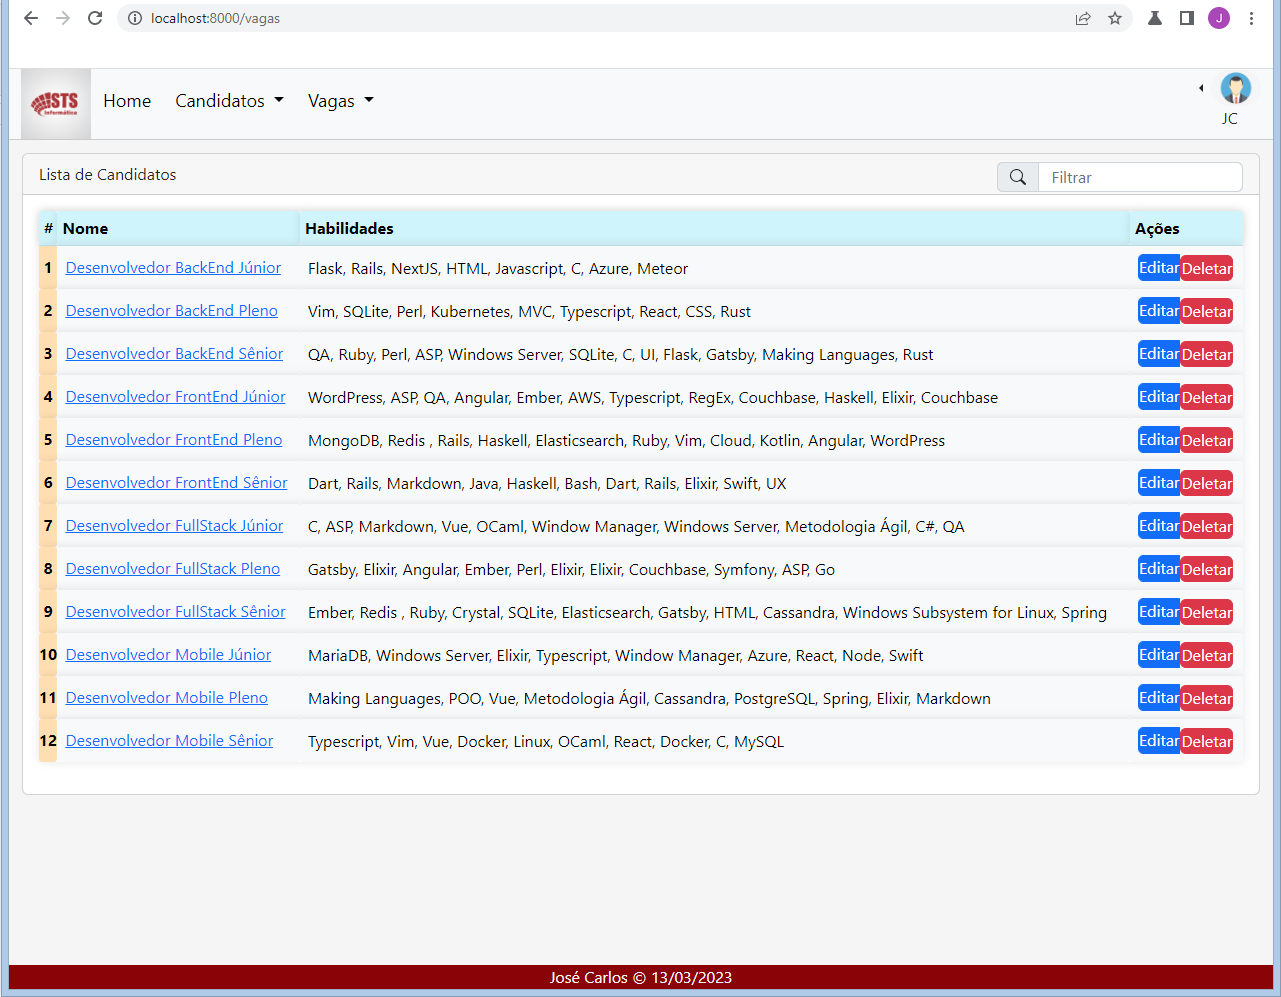 localhost:8000/vagas
J
STS
Informática
Home Candidatos Vagas
JC
Lista de Candidatos Filtrar
# Nome Habilidades Ações
1 Desenvolvedor BackEnd Júnior Flask, Rails, NextJS, HTML, Javascript, C, Azure, Meteor Editar Deletar
2 Desenvolvedor BackEnd Pleno Vim, SQLite, Perl, Kubernetes, MVC, Typescript, React, CSS, Rust Editar Deletar
3 Desenvolvedor BackEnd Sênior QA, Ruby, Perl, ASP, Windows Server, SQLite, C, UI, Flask, Gatsby, Making Languages, Rust Editar Deletar
4 Desenvolvedor FrontEnd Júnior WordPress, ASP, QA, Angular, Ember, AWS, Typescript, RegEx, Couchbase, Haskell, Elixir, Couchbase Editar Deletar
5 Desenvolvedor FrontEnd Pleno MongoDB, Redis , Rails, Haskell, Elasticsearch, Ruby, Vim, Cloud, Kotlin, Angular, WordPress Editar Deletar
6 Desenvolvedor FrontEnd Sênior Dart, Rails, Markdown, Java, Haskell, Bash, Dart, Rails, Elixir, Swift, UX Editar Deletar
7 Desenvolvedor FullStack Júnior C, ASP, Markdown, Vue, OCaml, Window Manager, Windows Server, Metodologia Ágil, C#, QA Editar Deletar
8 Desenvolvedor FullStack Pleno Gatsby, Elixir, Angular, Ember, Perl, Elixir, Elixir, Couchbase, Symfony, ASP, Go Editar Deletar
9 Desenvolvedor FullStack Sênior Ember, Redis , Ruby, Crystal, SQLite, Elasticsearch, Gatsby, HTML, Cassandra, Windows Subsystem for Linux, Spring Editar Deletar
10 Desenvolvedor Mobile Júnior MariaDB, Windows Server, Elixir, Typescript, Window Manager, Azure, React, Node, Swift Editar Deletar
11 Desenvolvedor Mobile Pleno Making Languages, POO, Vue, Metodologia Ágil, Cassandra, PostgreSQL, Spring, Elixir, Markdown Editar Deletar
12 Desenvolvedor Mobile Sênior Typescript, Vim, Vue, Docker, Linux, OCaml, React, Docker, C, MySQL Editar Deletar
José Carlos © 13/03/2023